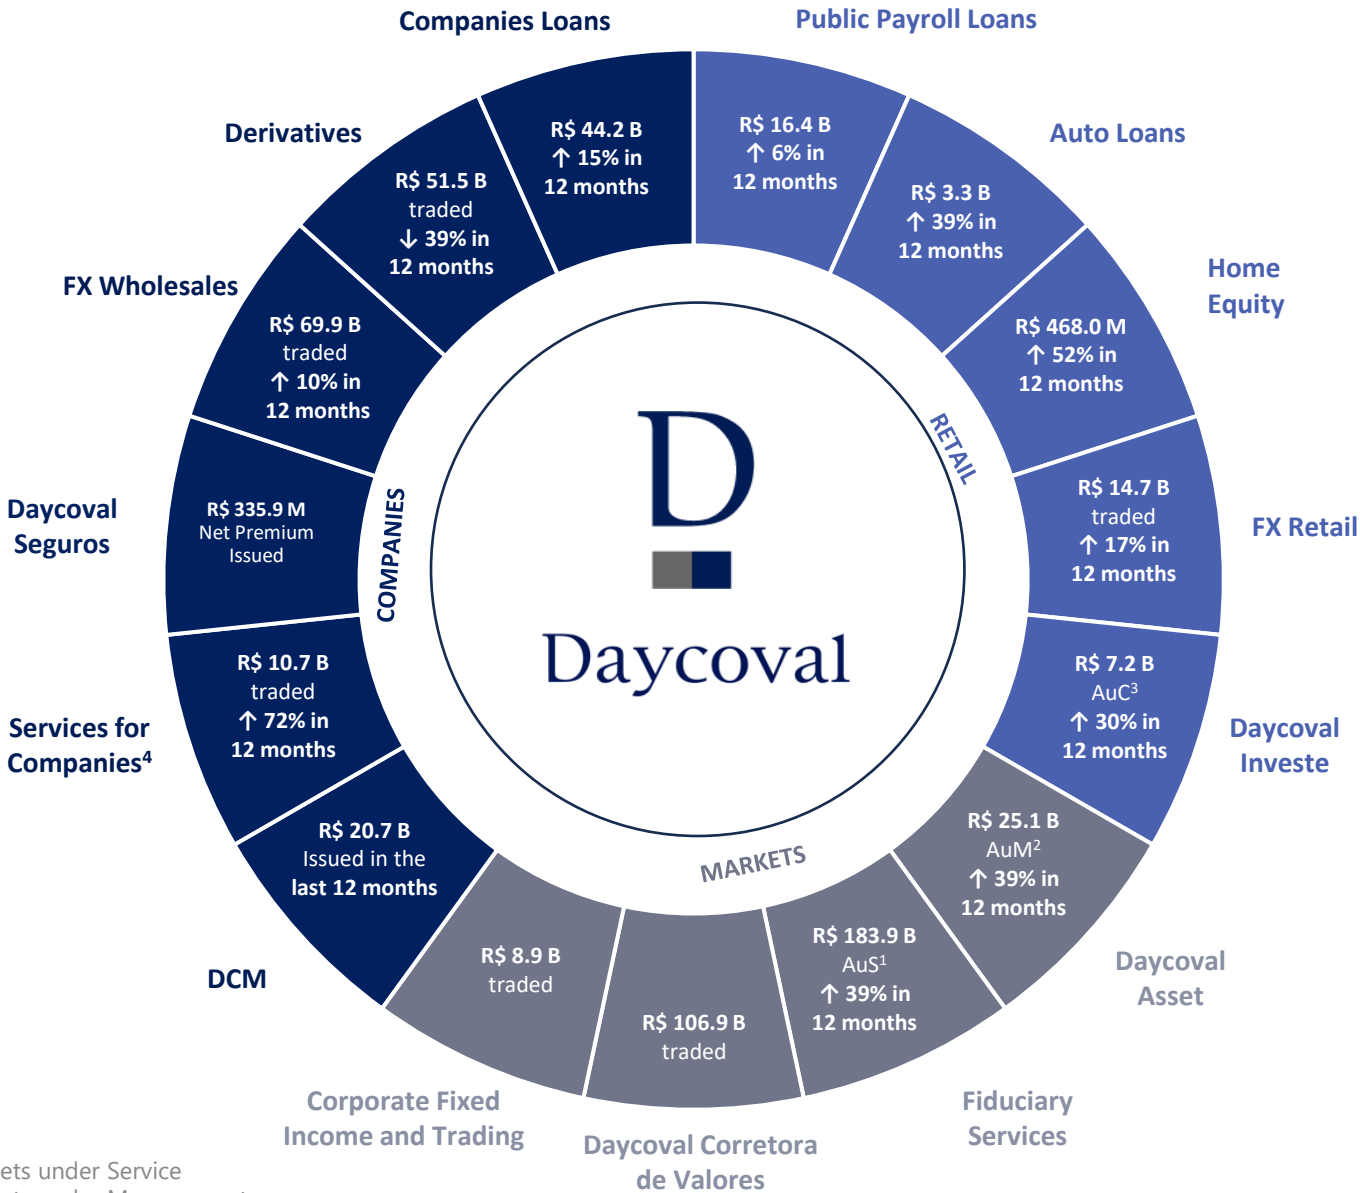 Companies Loans
R$ 44.2 B
↑ 15% in
12 months
Public Payroll Loans
R$ 16.4 B
↑ 6% in
12 months
Auto Loans
R$ 3.3 B
↑ 39% in
12 months
Home
Equity
R$ 468.0 M
↑ 52% in
12 months
FX Retail
R$ 14.7 B
traded
↑ 17% in
12 months
Daycoval
Investe
R$ 7.2 B
AuC³
↑ 30% in
12 months
Daycoval
Asset
R$ 25.1 B
AuM²
↑ 39% in
12 months
Fiduciary
Services
R$ 183.9 B
AuS¹
↑ 39% in
12 months
Daycoval Corretora
de Valores
R$ 106.9 B
traded
Corporate Fixed
Income and Trading
R$ 8.9 B
traded
DCM
R$ 20.7 B
Issued in the
last 12 months
Services for
Companies⁴
R$ 10.7 B
traded
↑ 72% in
12 months
Daycoval
Seguros
R$ 335.9 M
Net Premium
Issued
FX Wholesales
R$ 69.9 B
traded
↑ 10% in
12 months
Derivatives
R$ 51.5 B
traded
↓ 39% in
12 months
COMPANIES
RETAIL
MARKETS
D
Daycoval
ets under Service